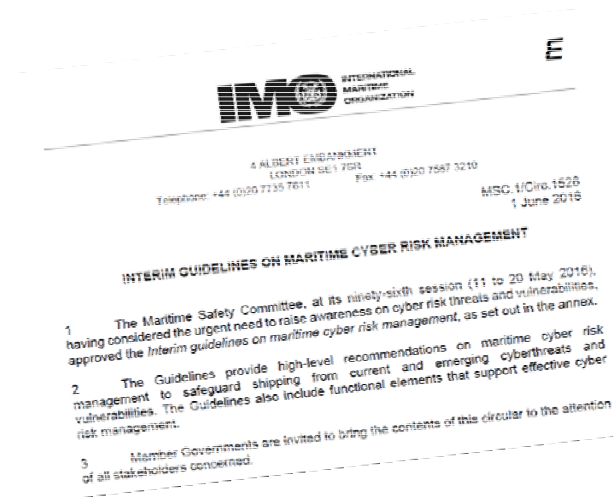 E
IMO
INTERNATIONAL
MARITIME
ORGANIZATION
4 ALBERT EMBANKMENT
LONDON SE1 7SR
Telephone: +44 (0)20 7735 7611 Fax: +44 (0)20 7587 3210
MSC.1/Circ.1526
1 June 2016
INTERIM GUIDELINES ON MARITIME CYBER RISK MANAGEMENT
1 The Maritime Safety Committee, at its ninety-sixth session (11 to 20 May 2016),
having considered the urgent need to raise awareness on cyber risk threats and vulnerabilities,
approved the Interim guidelines on maritime cyber risk management, as set out in the annex.
2 The Guidelines provide high-level recommendations on maritime cyber risk
management to safeguard shipping from current and emerging cyberthreats and
vulnerabilities. The Guidelines also include functional elements that support effective cyber
risk management.
3 Member Governments are invited to bring the contents of this circular to the attention
of all stakeholders concerned.